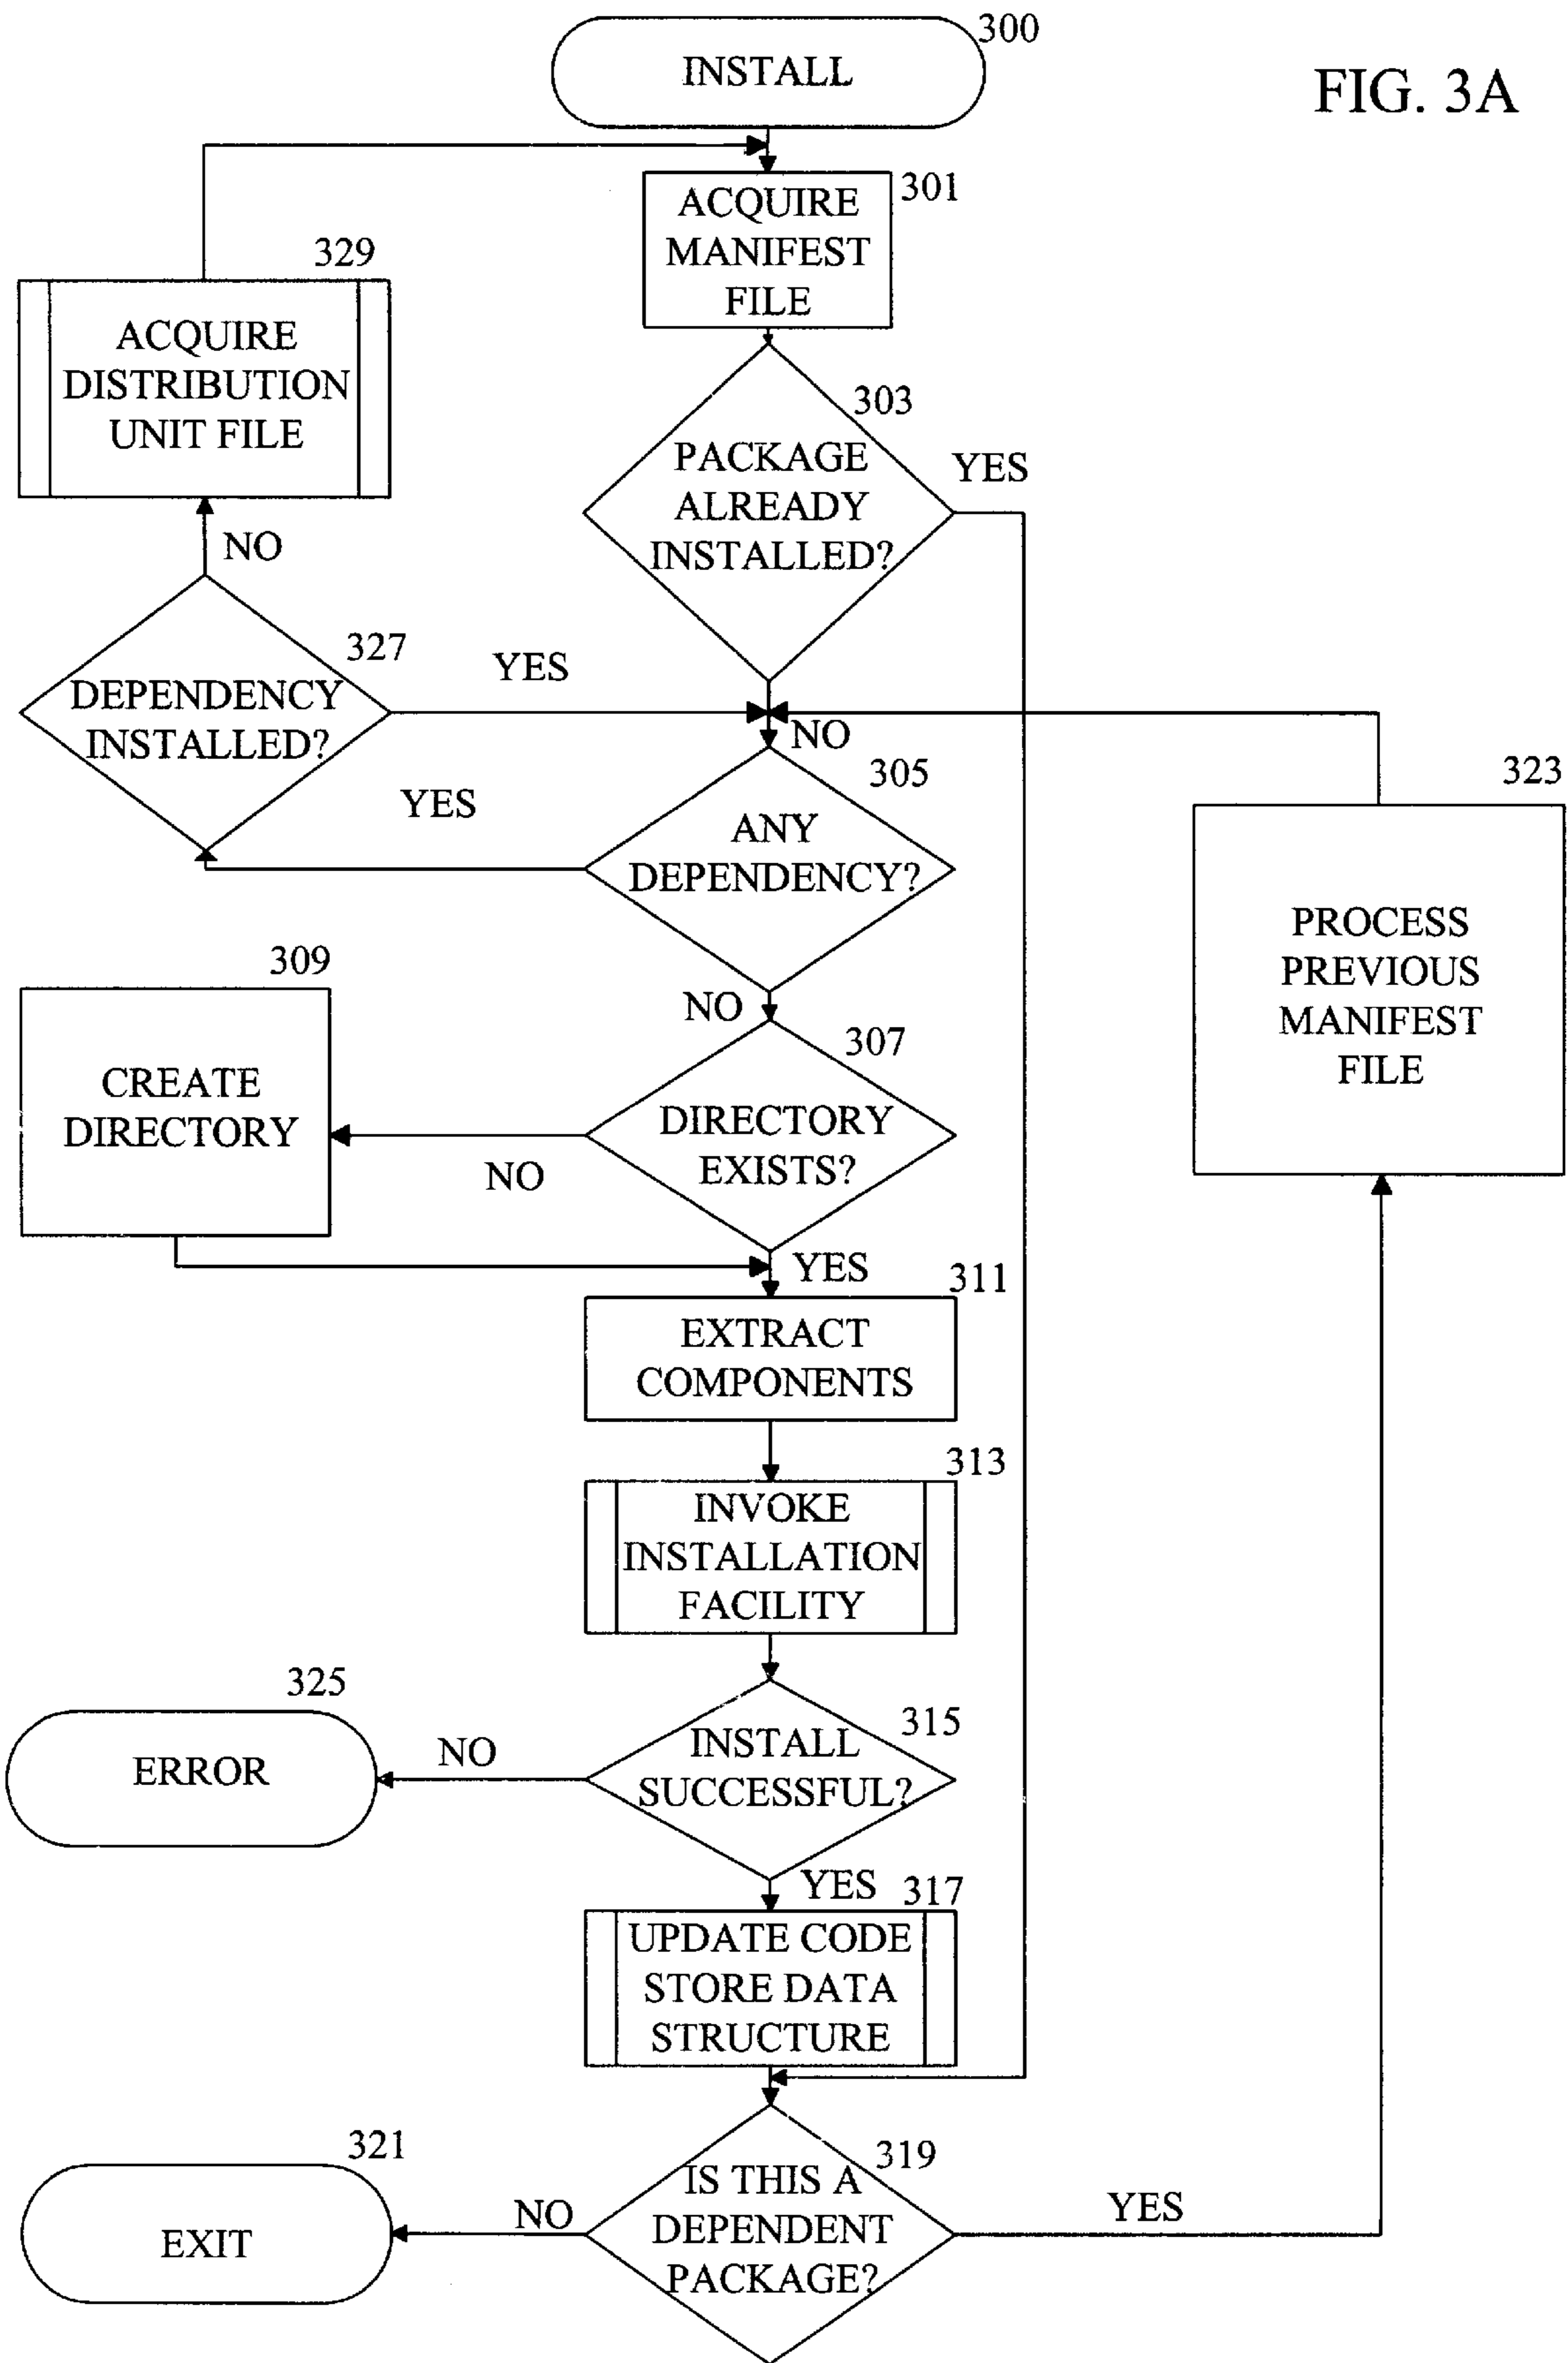 300
INSTALL
FIG. 3A
301
ACQUIRE
MANIFEST
FILE
329
ACQUIRE
DISTRIBUTION
UNIT FILE
303
PACKAGE
ALREADY
INSTALLED?
YES
NO
327
DEPENDENCY
INSTALLED?
YES
NO
305
ANY
DEPENDENCY?
YES
323
PROCESS
PREVIOUS
MANIFEST
FILE
NO
309
CREATE
DIRECTORY
307
DIRECTORY
EXISTS?
NO
YES
311
EXTRACT
COMPONENTS
313
INVOKE
INSTALLATION
FACILITY
325
ERROR
NO
315
INSTALL
SUCCESSFUL?
YES
317
UPDATE CODE
STORE DATA
STRUCTURE
321
EXIT
NO
319
IS THIS A
DEPENDENT
PACKAGE?
YES